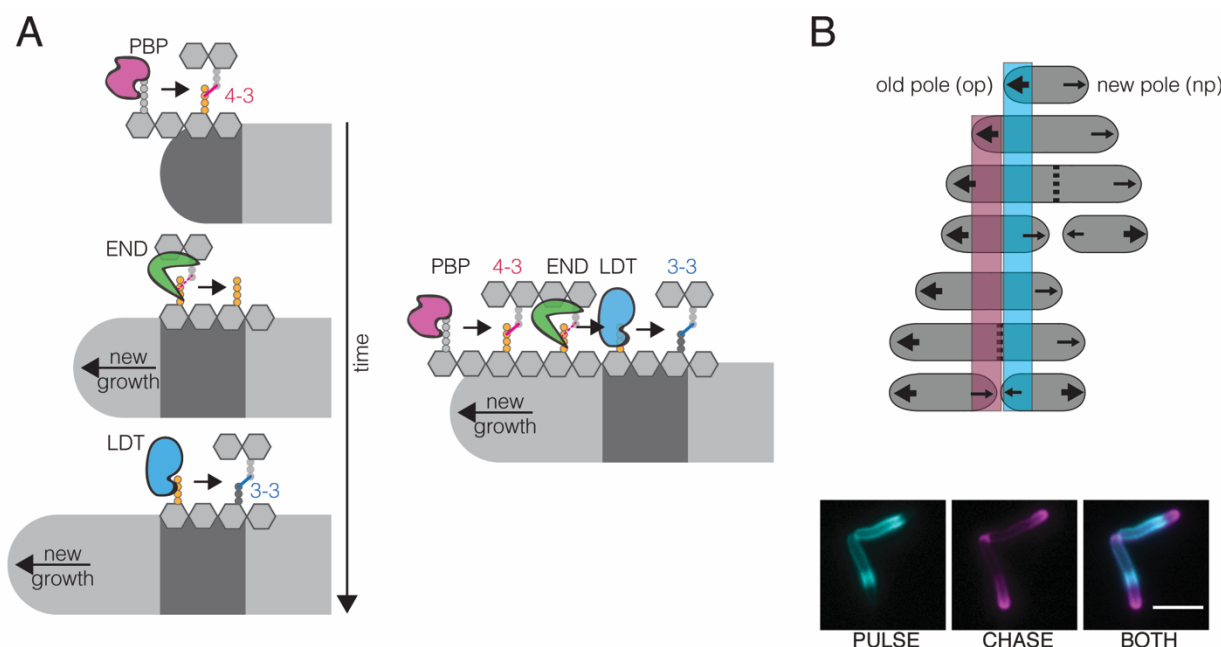 A
PBP
4-3
END
new
growth
LDT
3-3
new
growth
time
PBP 4-3 END LDT 3-3
new
growth
B
old pole (op) new pole (np)
PULSE CHASE BOTH